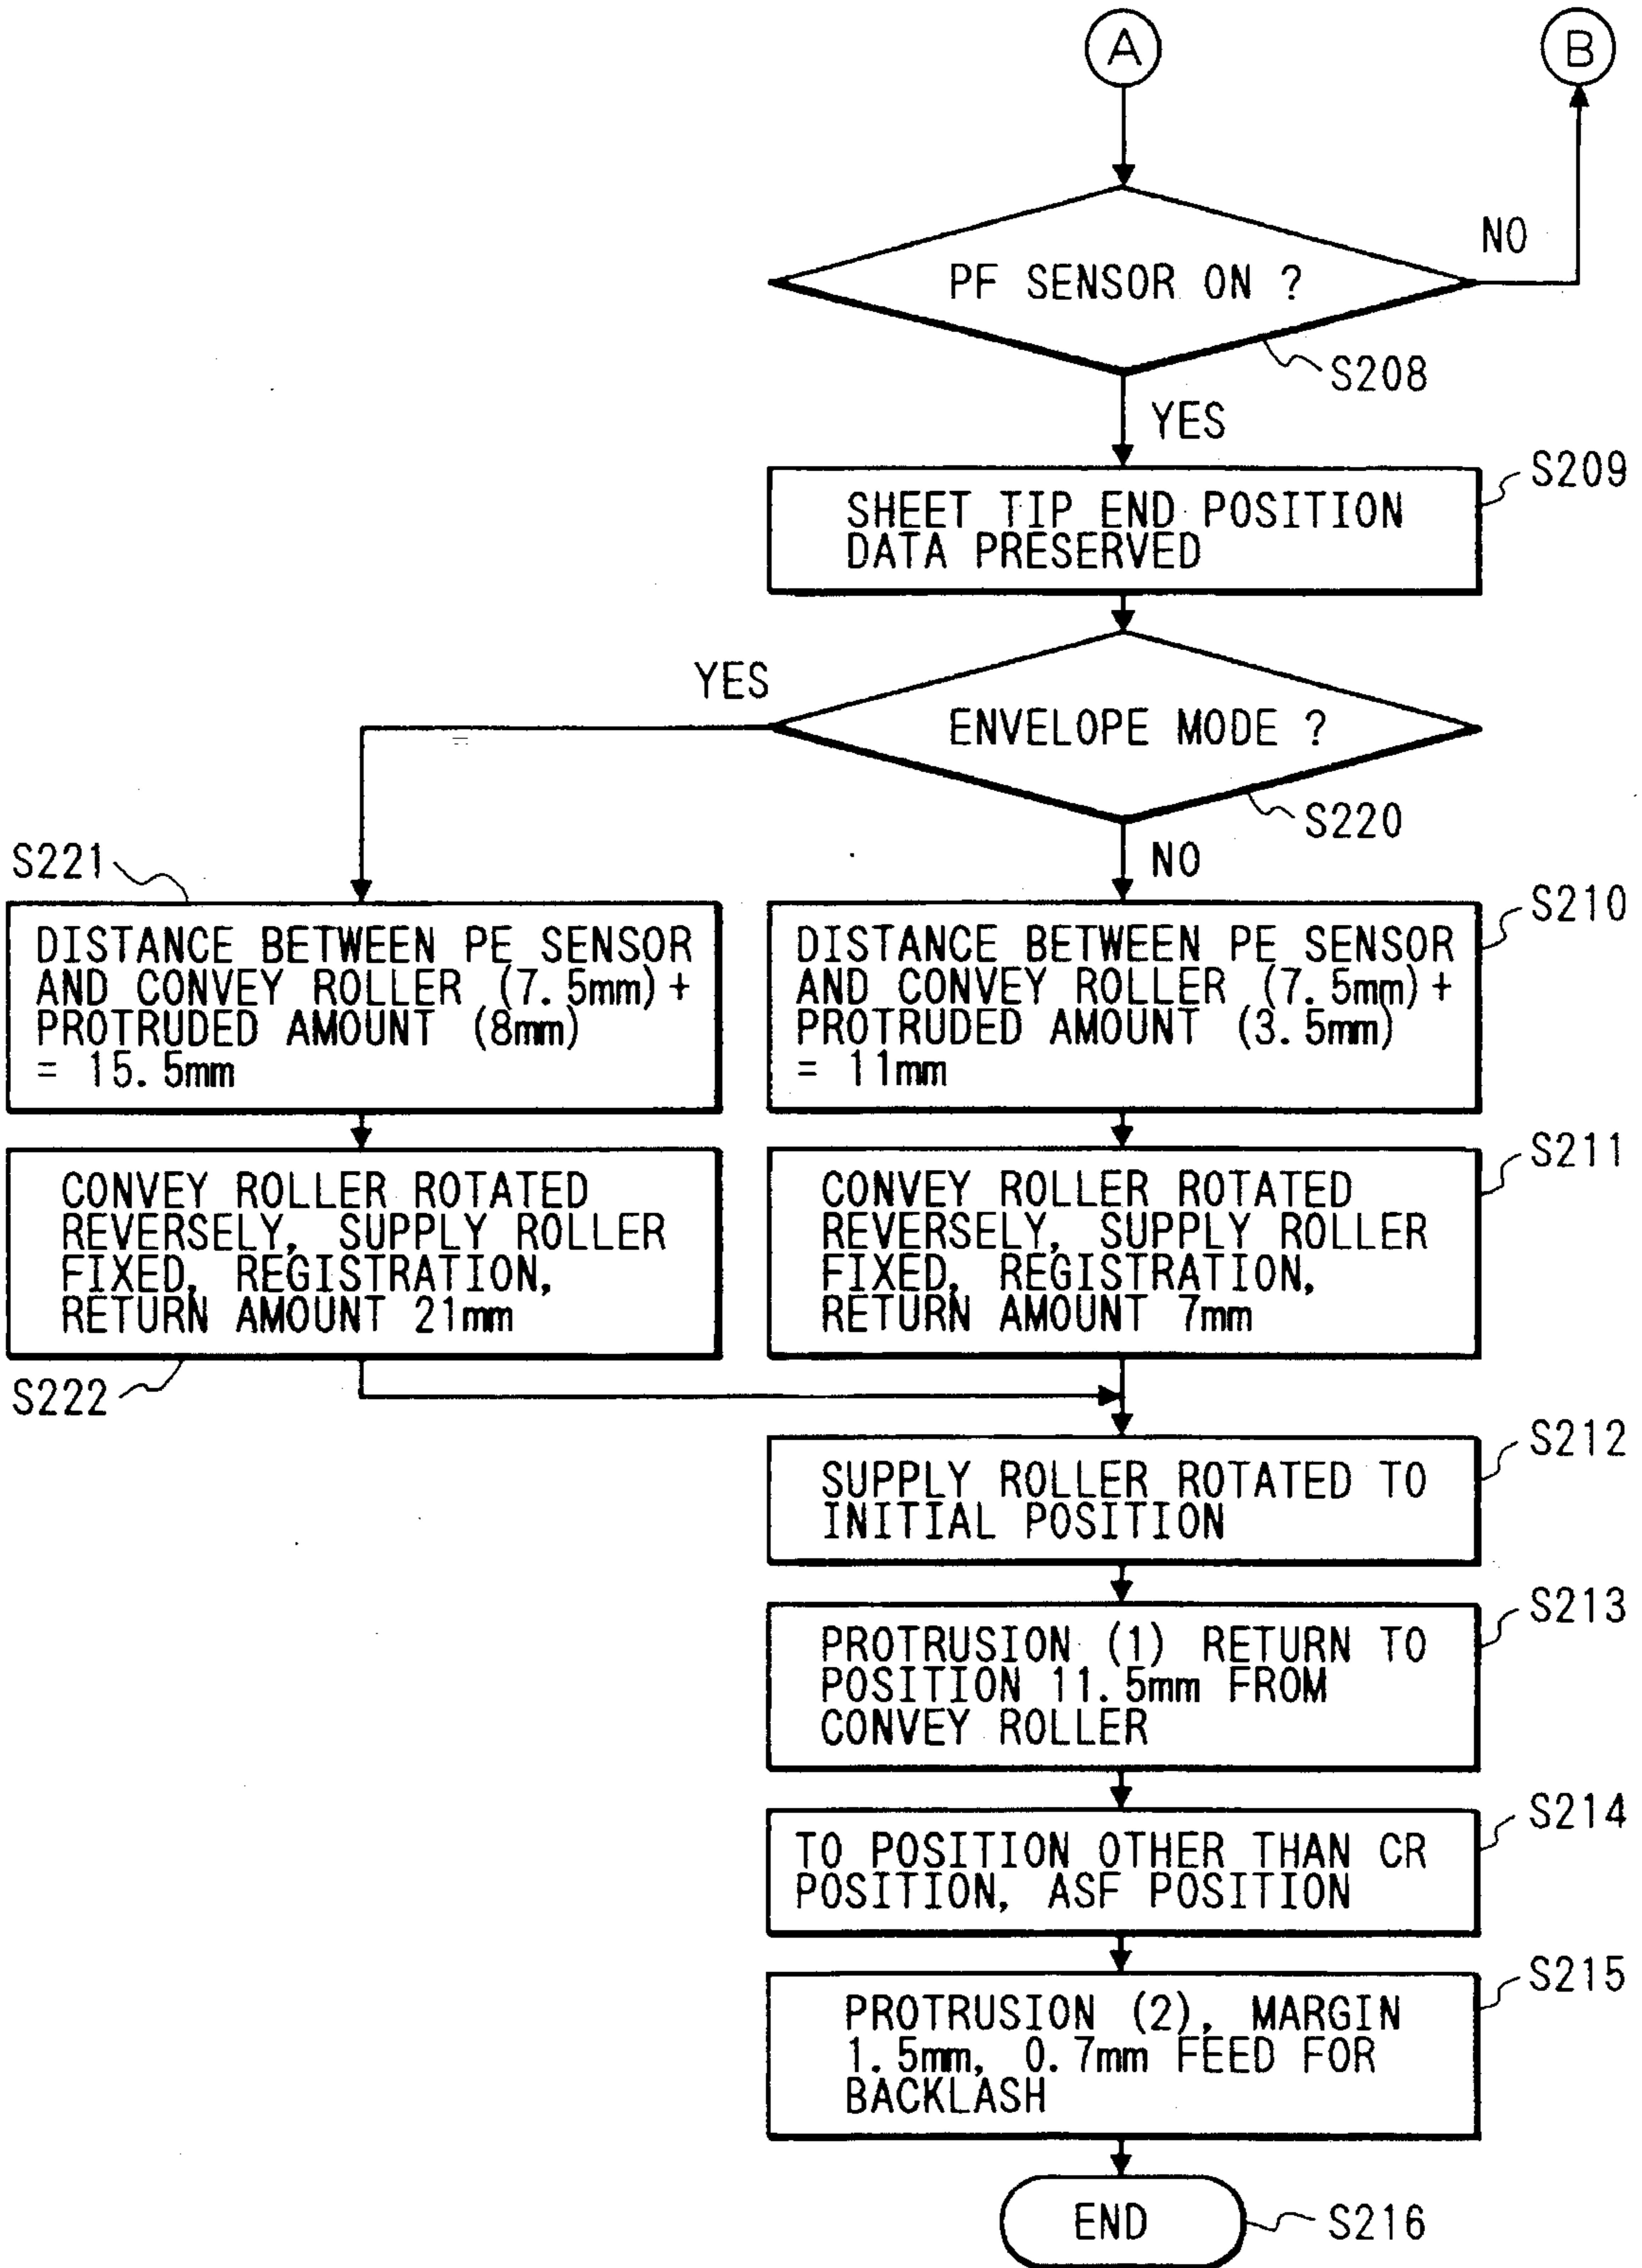 A
B
PF SENSOR ON ?
NO
S208
YES
S209
SHEET TIP END POSITION
DATA PRESERVED
YES
ENVELOPE MODE ?
S220
NO
S221
DISTANCE BETWEEN PE SENSOR
AND CONVEY ROLLER (7.5mm)+
PROTRUDED AMOUNT (8mm)
= 15.5mm
S210
DISTANCE BETWEEN PE SENSOR
AND CONVEY ROLLER (7.5mm)+
PROTRUDED AMOUNT (3.5mm)
= 11mm
CONVEY ROLLER ROTATED
REVERSELY, SUPPLY ROLLER
FIXED, REGISTRATION,
RETURN AMOUNT 21mm
S222
S211
CONVEY ROLLER ROTATED
REVERSELY, SUPPLY ROLLER
FIXED, REGISTRATION,
RETURN AMOUNT 7mm
S212
SUPPLY ROLLER ROTATED TO
INITIAL POSITION
S213
PROTRUSION (1) RETURN TO
POSITION 11.5mm FROM
CONVEY ROLLER
S214
TO POSITION OTHER THAN CR
POSITION, ASF POSITION
S215
PROTRUSION (2), MARGIN
1.5mm, 0.7mm FEED FOR
BACKLASH
END
S216